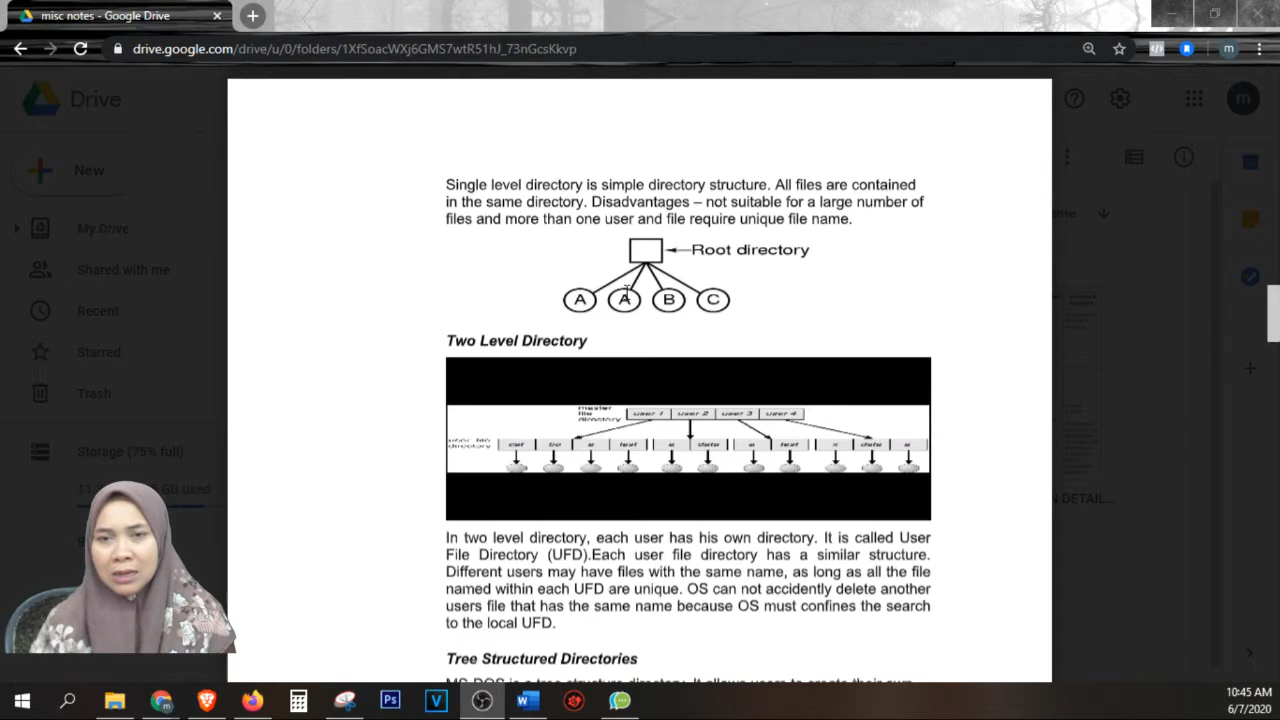 misc notes - Google Drive
drive.google.com/drive/u/0/folders/1XfSoacWXj6GMS7wtR51hJ_73nGcsKkvp
m
Drive
m
New
My Drive
Shared with me
Recent
Starred
Trash
Storage (75% full)
GB used
Single level directory is simple directory structure. All files are contained
in the same directory. Disadvantages – not suitable for a large number of
files and more than one user and file require unique file name.
Root directory
A A B C
Two Level Directory
master
file
directory
user 1 user 2 user 3 user 4
directory
a test a data a test x data a
In two level directory, each user has his own directory. It is called User
File Directory (UFD).Each user file directory has a similar structure.
Different users may have files with the same name, as long as all the file
named within each UFD are unique. OS can not accidently delete another
users file that has the same name because OS must confines the search
to the local UFD.
Tree Structured Directories
N DETAIL...
Ps
V
10:45 AM
6/7/2020